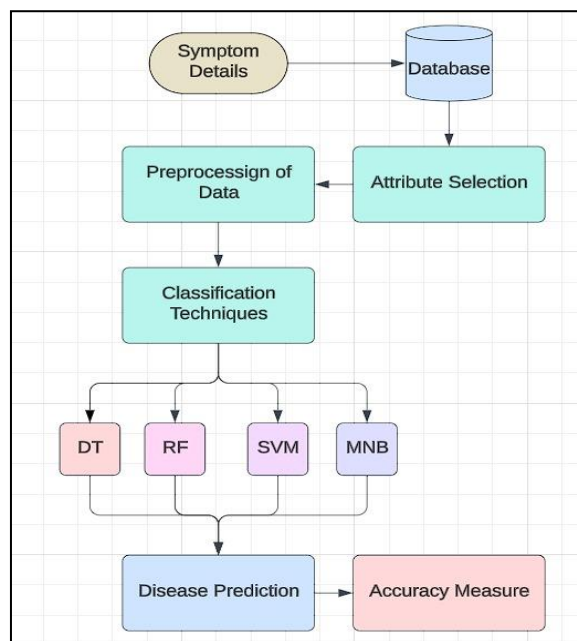 Symptom
Details
Database
Preprocessign of
Data
Attribute Selection
Classification
Techniques
DT
RF
SVM
MNB
Disease Prediction
Accuracy Measure